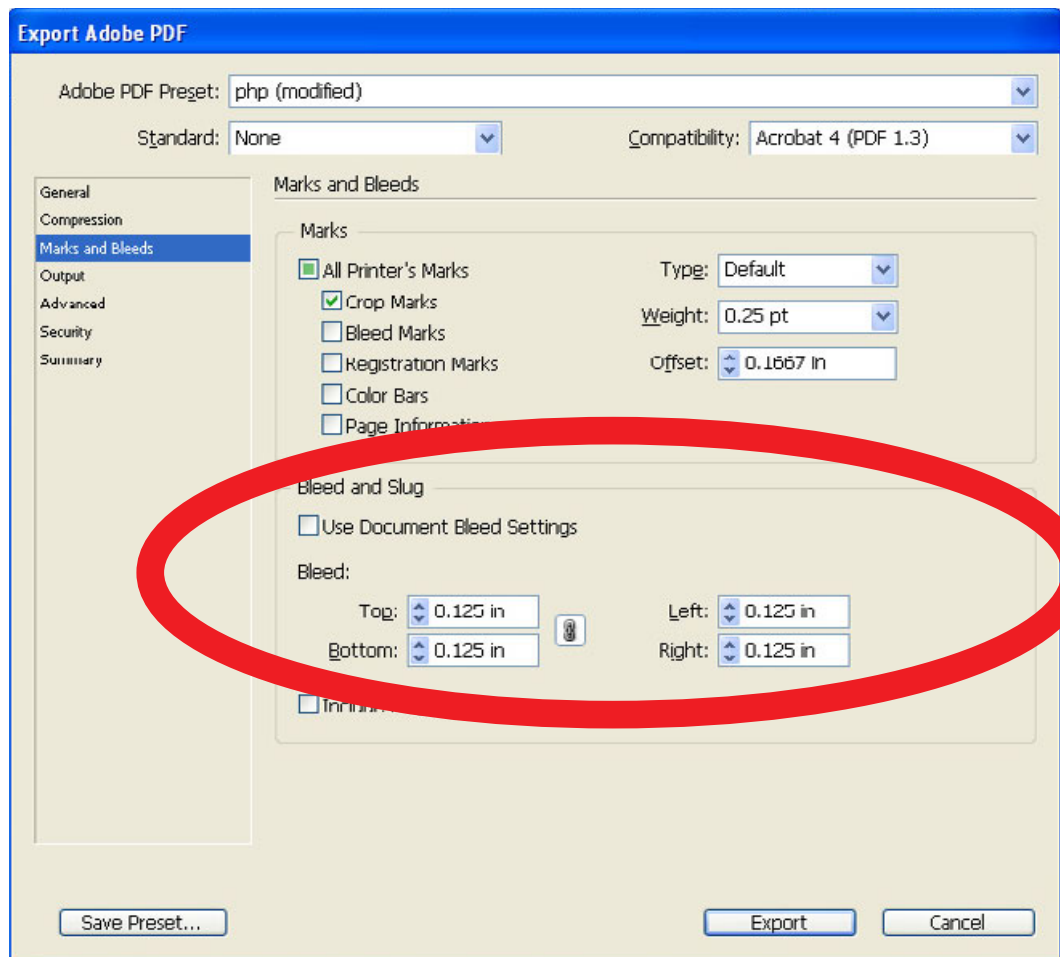 Export Adobe PDF
Adobe PDF Preset: php (modified)
Standard: None Compatibility: Acrobat 4 (PDF 1.3)
General
Compression
Marks and Bleeds
Output
Advanced
Security
Summary
Marks and Bleeds
Marks
All Printer's Marks
Crop Marks
Bleed Marks
Registration Marks
Color Bars
Page Information
Type: Default
Weight: 0.25 pt
Offset: 0.1667 in
Bleed and Slug
Use Document Bleed Settings
Bleed:
Top: 0.125 in Left: 0.125 in
Bottom: 0.125 in Right: 0.125 in
Save Preset... Export Cancel